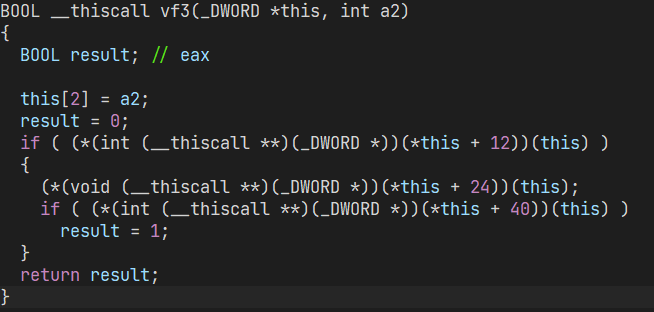 BOOL __thiscall vf3(_DWORD *this, int a2)
{
  BOOL result; // eax

  this[2] = a2;
  result = 0;
  if ( (*(int (__thiscall **)(_DWORD *))(*this + 12))(this) )
  {
    (*(void (__thiscall **)(_DWORD *))(*this + 24))(this);
    if ( (*(int (__thiscall **)(_DWORD *))(*this + 40))(this) )
      result = 1;
  }
  return result;
}